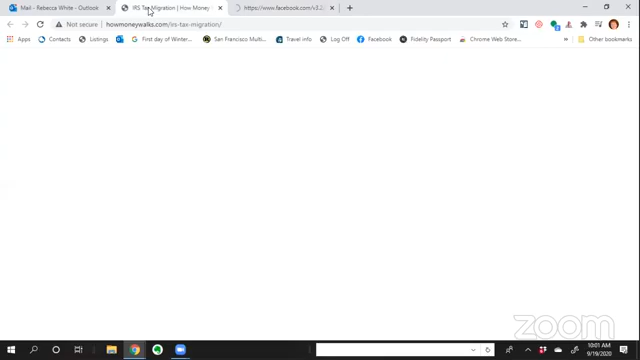 Mail - Rebecca White - Outlook
IRS Tax Migration | How Money
https://www.facebook.com/v3.2
Not secure | howmoneywalks.com/irs-tax-migration/
Apps Contacts Listings First day of Winter... San Francisco Multi... Travel info Log Off Facebook Fidelity Passport Chrome Web Store... » Other bookmarks
zoom
10:01 AM
9/19/2020